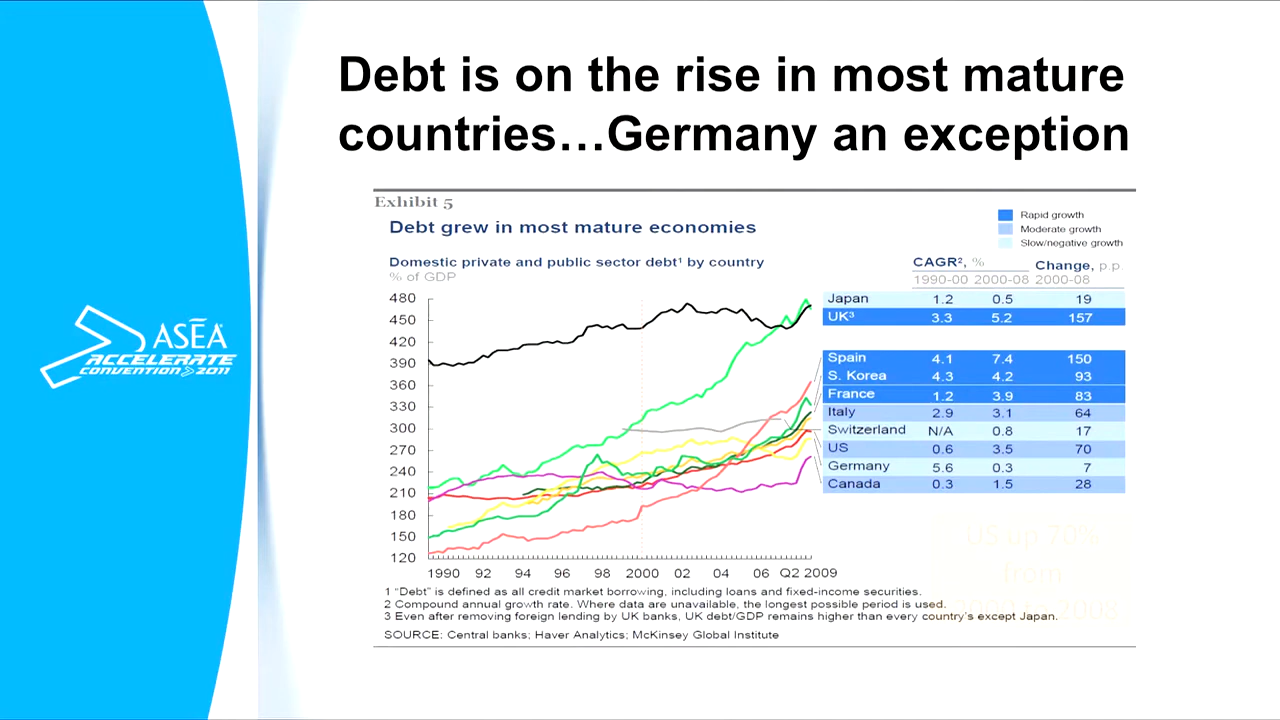 Debt is on the rise in most mature
countries…Germany an exception
Exhibit 5
Debt grew in most mature economies
Rapid growth
Moderate growth
Slow/negative growth
Domestic private and public sector debt¹ by country
% of GDP
CAGR², %
Change, p.p.
1990-00 2000-08 2000-08
480
450
420
390
360
330
300
270
240
210
180
150
120
1990 92 94 96 98 2000 02 04 06 Q2 2009
Japan 1.2 0.5 19
UK³ 3.3 5.2 157
Spain 4.1 7.4 150
S. Korea 4.3 4.2 93
France 1.2 3.9 83
Italy 2.9 3.1 64
Switzerland N/A 0.8 17
US 0.6 3.5 70
Germany 5.6 0.3 7
Canada 0.3 1.5 28
US up 70%
from
1 "Debt" is defined as all credit market borrowing, including loans and fixed-income securities.
2 Compound annual growth rate. Where data are unavailable, the longest possible period is used.
3 Even after removing foreign lending by UK banks, UK debt/GDP remains higher than every country's except Japan.
SOURCE: Central banks; Haver Analytics; McKinsey Global Institute
ASEA
ACCELERATE
CONVENTION 2011